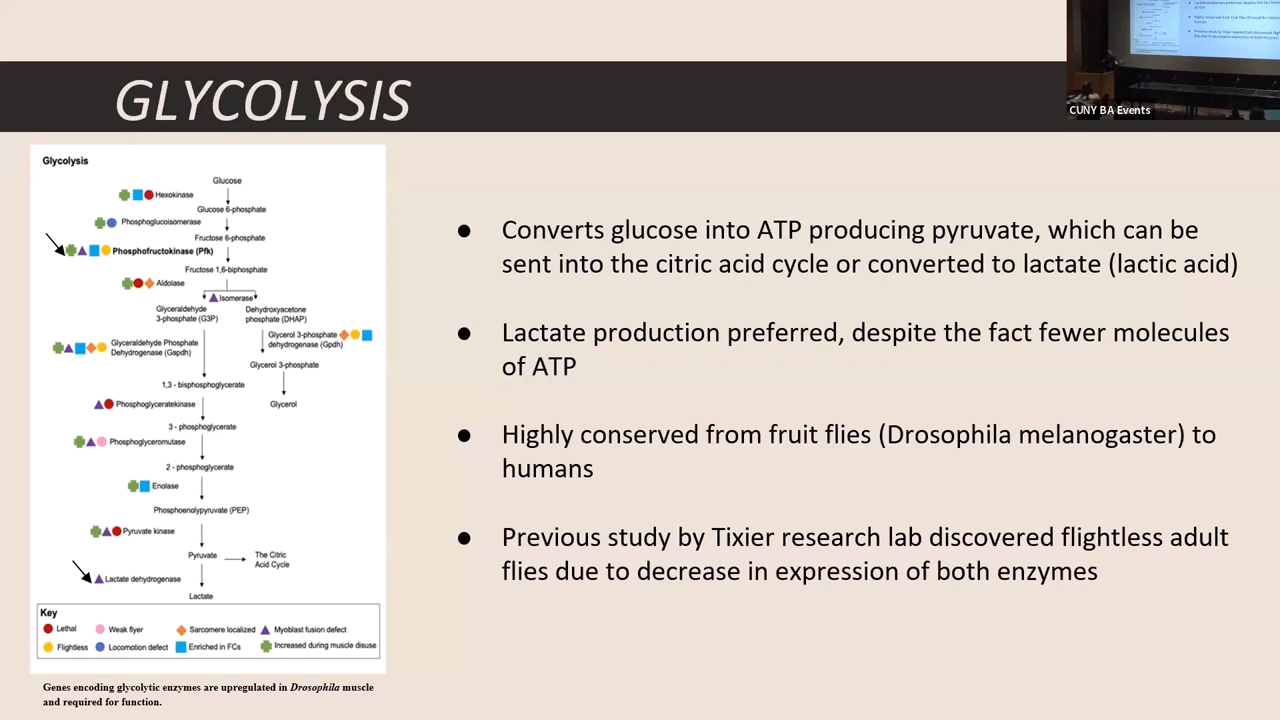 GLYCOLYSIS
CUNY BA Events
Glycolysis
Glucose
Hexokinase
Glucose 6-phosphate
Phosphoglucoisomerase
Fructose 6-phosphate
Phosphofructokinase (Pfk)
Fructose 1,6-biphosphate
Aldolase
Isomerase
Glyceraldehyde
3-phosphate (G3P)
Dehydroxyacetone
phosphate (DHAP)
Glycerol 3-phosphate
dehydrogenase (Gpdh)
Glyceraldehyde Phosphate
Dehydrogenase (Gapdh)
Glycerol 3-phosphate
1,3 - bisphosphoglycerate
Phosphoglyceratekinase
Glycerol
3 - phosphoglycerate
Phosphoglyceromutase
2 - phosphoglycerate
Enolase
Phosphoenolpyruvate (PEP)
Pyruvate kinase
Pyruvate
The Citric
Acid Cycle
Lactate dehydrogenase
Lactate
Key
Lethal
Weak flyer
Sarcomere localized
Myoblast fusion defect
Flightless
Locomotion defect
Enriched in FCs
Increased during muscle disuse
Genes encoding glycolytic enzymes are upregulated in Drosophila muscle
and required for function.
● Converts glucose into ATP producing pyruvate, which can be
sent into the citric acid cycle or converted to lactate (lactic acid)
● Lactate production preferred, despite the fact fewer molecules
of ATP
● Highly conserved from fruit flies (Drosophila melanogaster) to
humans
● Previous study by Tixier research lab discovered flightless adult
flies due to decrease in expression of both enzymes